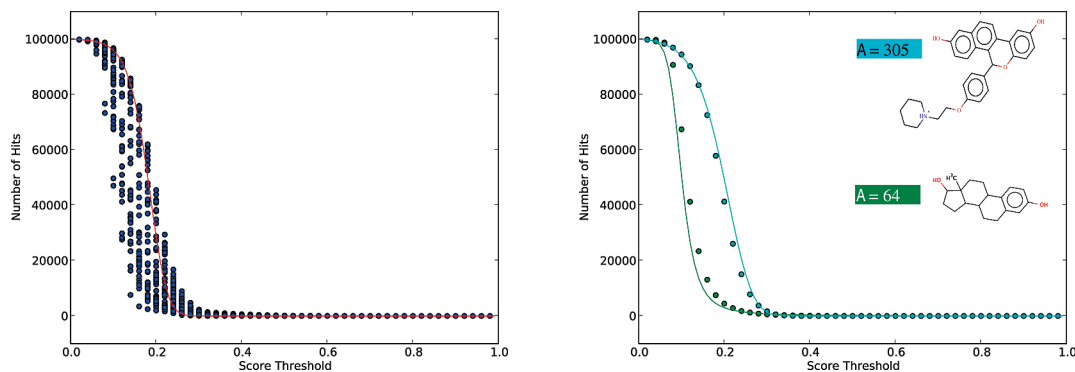 Number of Hits
100000
80000
60000
40000
20000
0
0.0 0.2 0.4 0.6 0.8 1.0
Score Threshold
Number of Hits
100000
80000
60000
40000
20000
0
0.0 0.2 0.4 0.6 0.8 1.0
Score Threshold
A = 305
OH
HO
O
O
HN+
A = 64
H3C
HO
OH